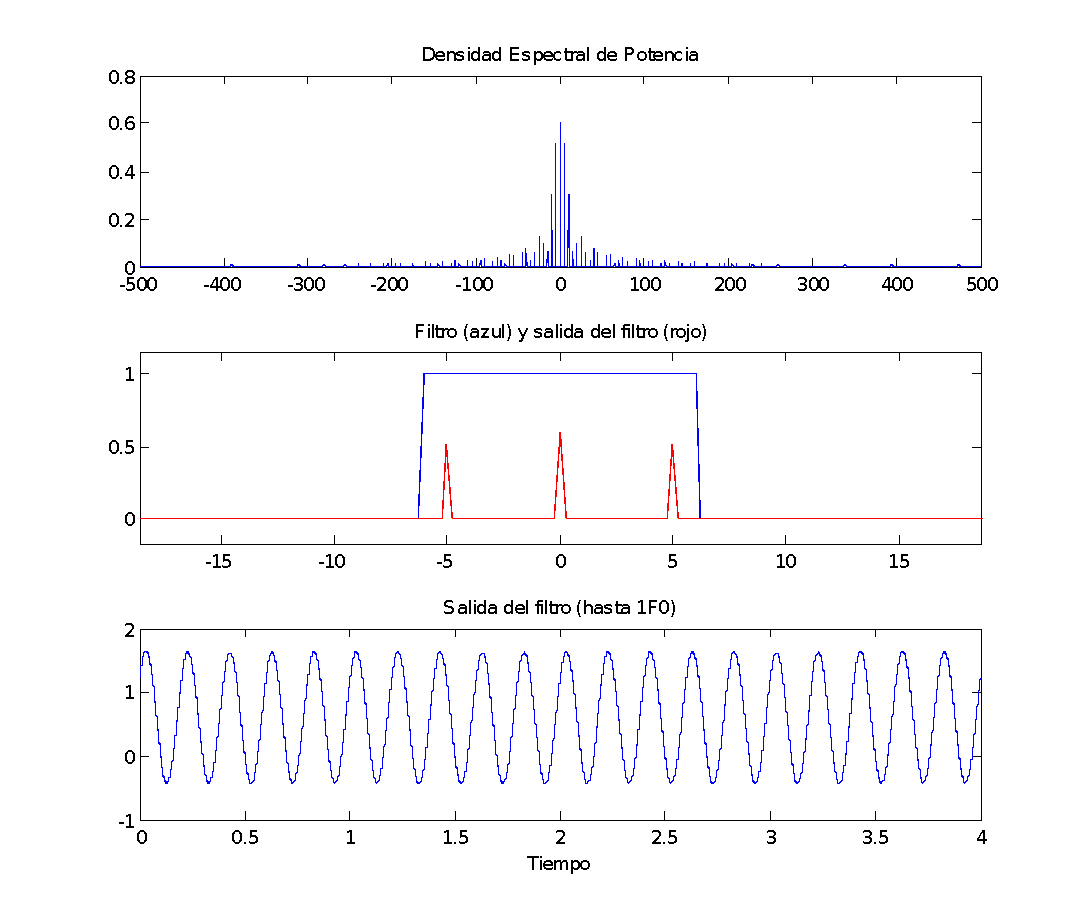 Densidad Espectral de Potencia
0.8
0.6
0.4
0.2
0
-500 -400 -300 -200 -100 0 100 200 300 400 500
Filtro (azul) y salida del filtro (rojo)
1
0.5
0
-15 -10 -5 0 5 10 15
Salida del filtro (hasta 1F0)
2
1
0
-1
0 0.5 1 1.5 2 2.5 3 3.5 4
Tiempo